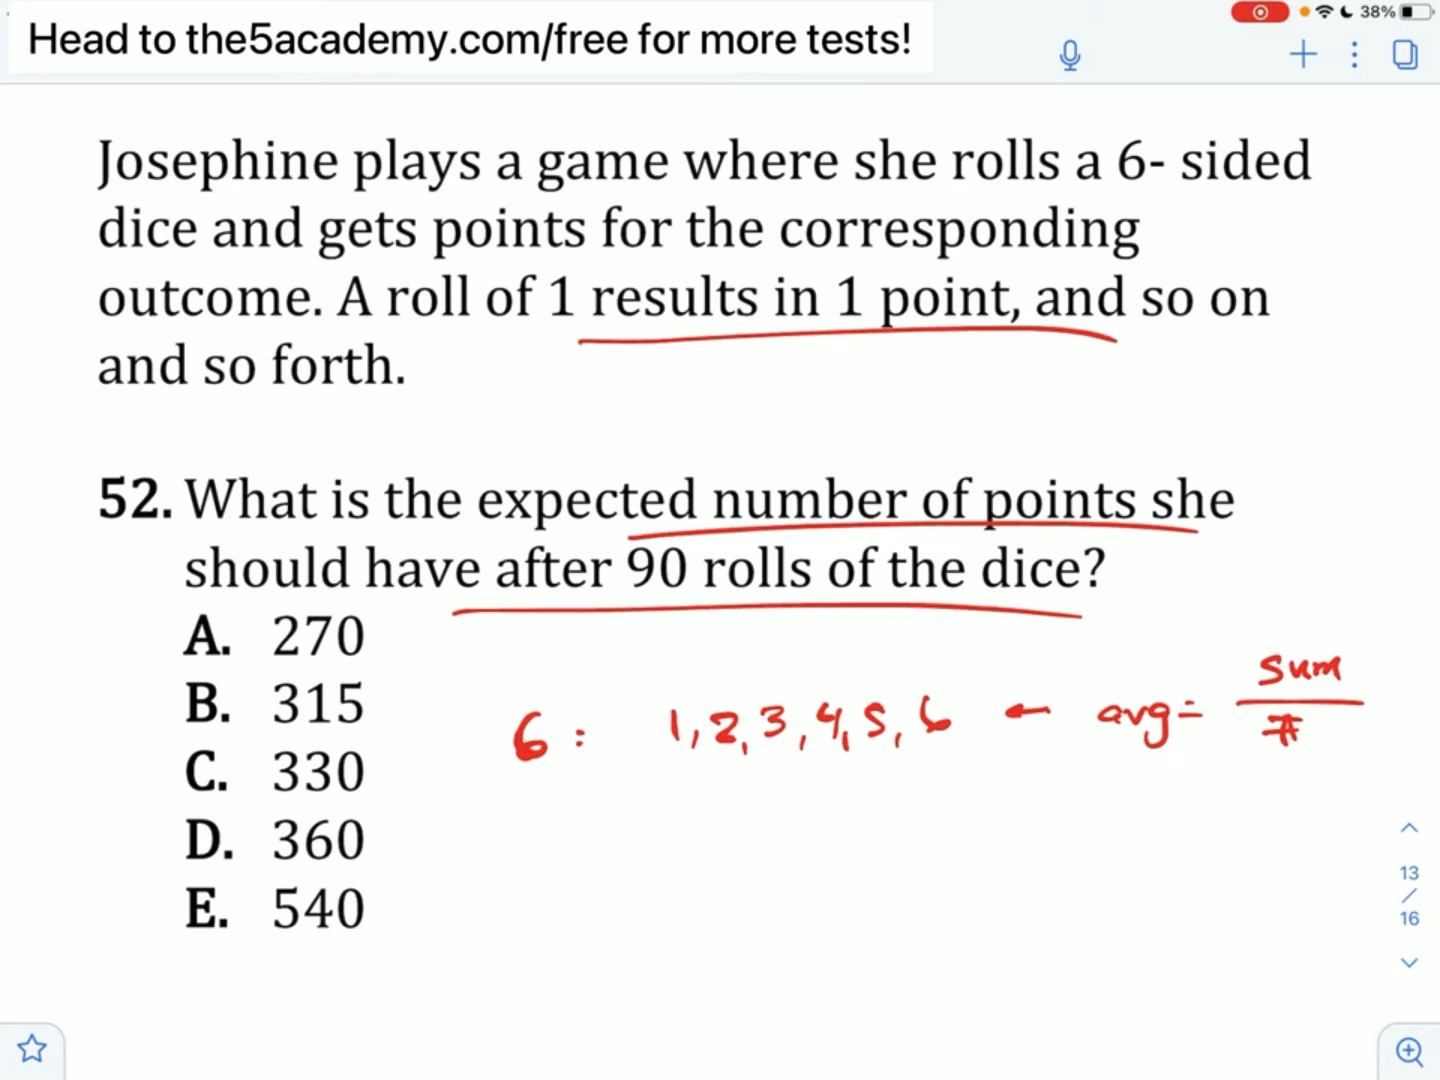 38%
Head to the5academy.com/free for more tests!
Josephine plays a game where she rolls a 6- sided
dice and gets points for the corresponding
outcome. A roll of 1 results in 1 point, and so on
and so forth.
52. What is the expected number of points she
should have after 90 rolls of the dice?
A. 270
B. 315
C. 330
D. 360
E. 540
6 : 1, 2, 3, 4, 5, 6 ← avg = sum
#
13
/
16